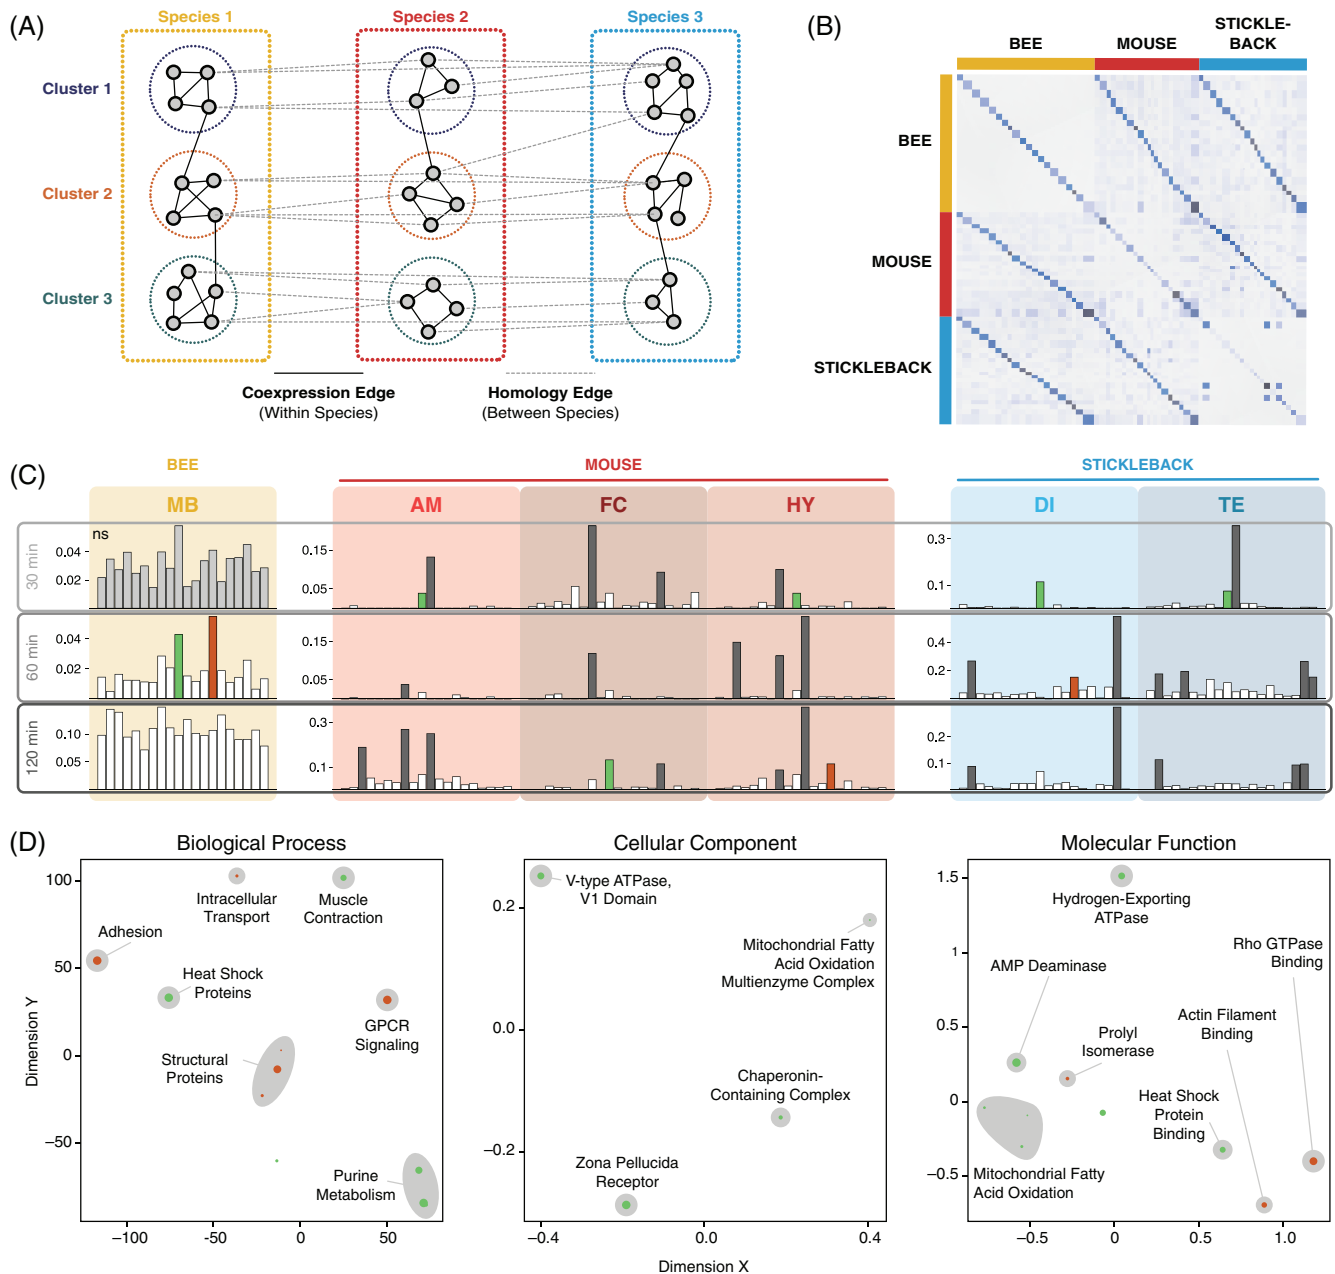 (A)
Species 1
Species 2
Species 3
Cluster 1
Cluster 2
Cluster 3
Coexpression Edge
(Within Species)
Homology Edge
(Between Species)
(B)
BEE
MOUSE
STICKLE-
BACK
BEE
MOUSE
STICKLEBACK
(C)
BEE
MOUSE
STICKLEBACK
MB
AM
FC
HY
DI
TE
30 min
ns
0.04
0.02
0.15
0.05
0.3
0.1
60 min
0.04
0.02
0.15
0.05
0.4
0.2
120 min
0.10
0.05
0.3
0.1
0.2
0.1
(D)
Biological Process
Dimension Y
100
50
0
−50
−100
-50
0
50
Intracellular
Transport
Muscle
Contraction
Adhesion
Heat Shock
Proteins
GPCR
Signaling
Structural
Proteins
Purine
Metabolism
Cellular Component
0.2
0.0
−0.2
−0.4
0.0
0.4
Dimension X
V-type ATPase,
V1 Domain
Mitochondrial Fatty
Acid Oxidation
Multienzyme Complex
Chaperonin-
Containing Complex
Zona Pellucida
Receptor
Molecular Function
1.5
1
0.5
0
−0.5
−0.5
0
0.5
1.0
Hydrogen-Exporting
ATPase
Rho GTPase
Binding
AMP Deaminase
Actin Filament
Binding
Prolyl
Isomerase
Heat Shock
Protein
Binding
Mitochondrial Fatty
Acid Oxidation